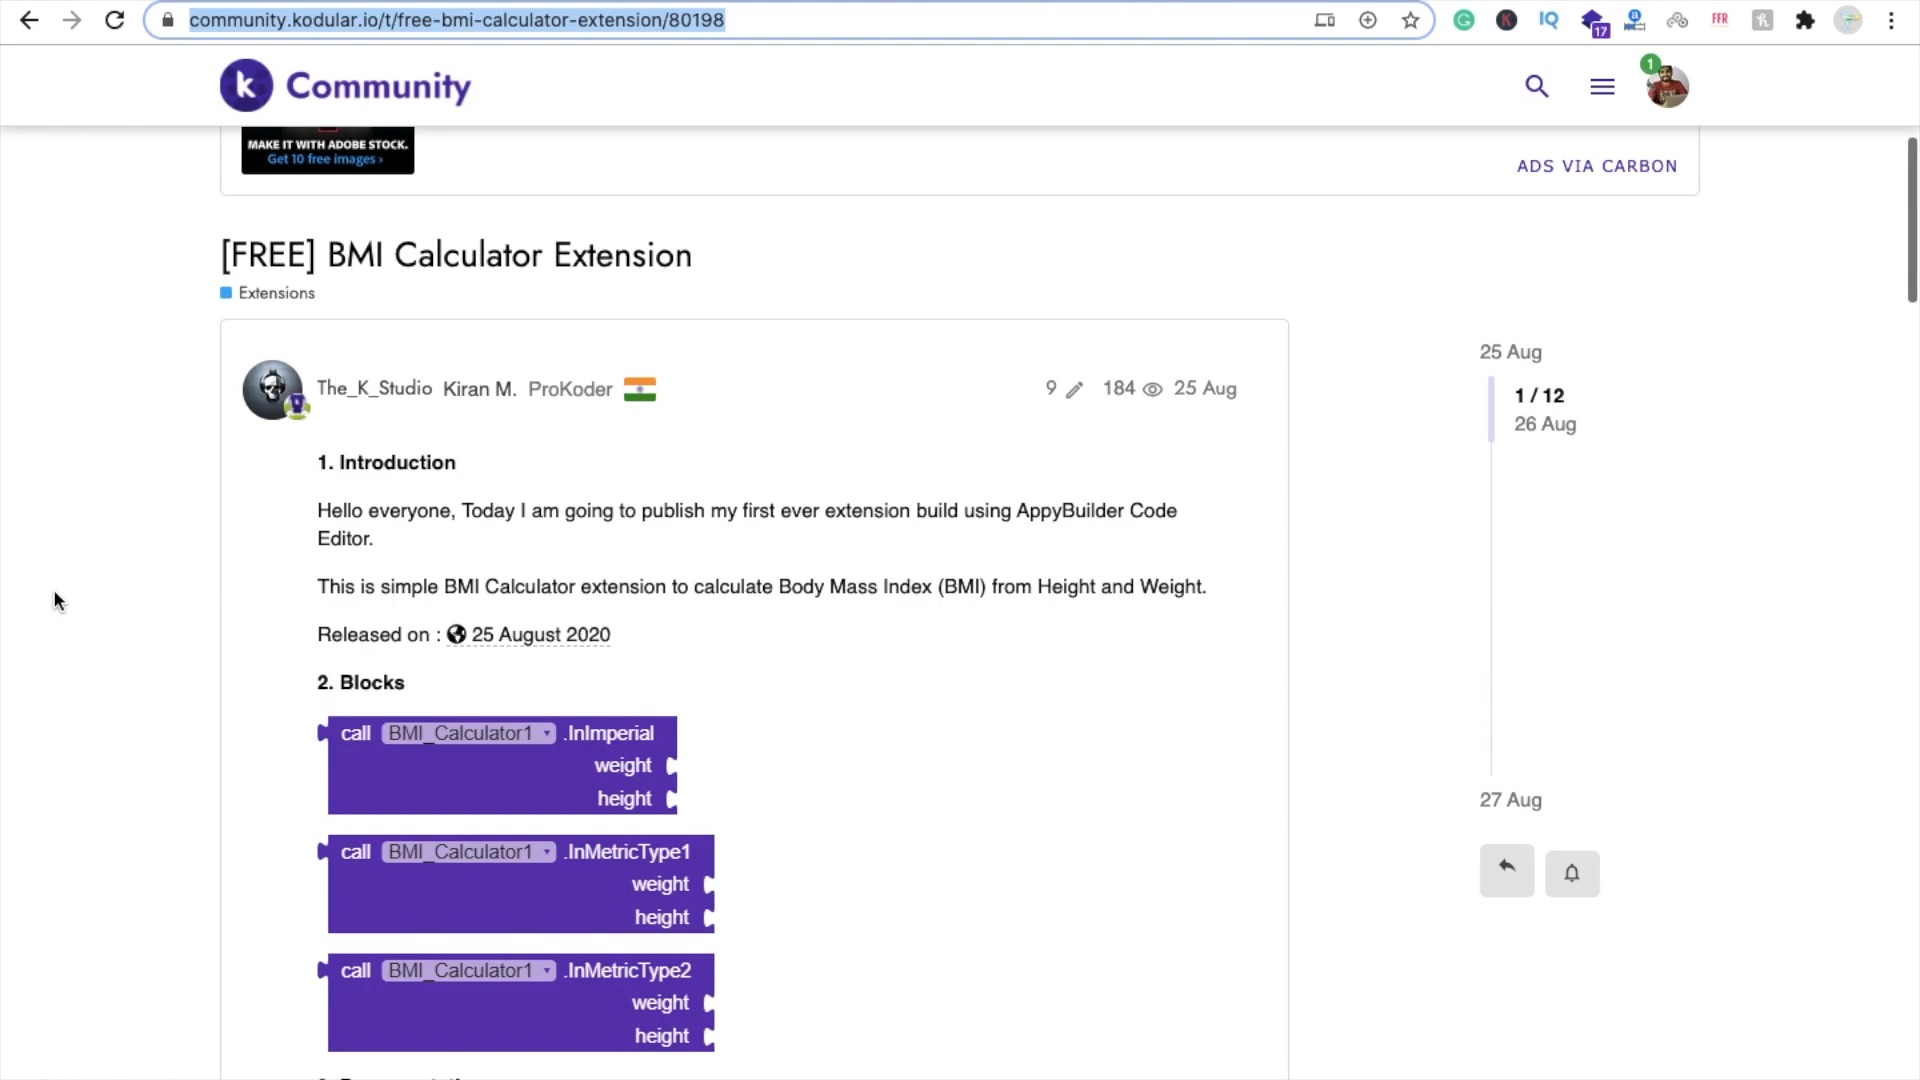 community.kodular.io/t/free-bmi-calculator-extension/80198
17
FFR
k Community
1
MAKE IT WITH ADOBE STOCK.
Get 10 free images ›
ADS VIA CARBON
[FREE] BMI Calculator Extension
Extensions
The_K_Studio Kiran M. ProKoder
9 184 25 Aug
1. Introduction
Hello everyone, Today I am going to publish my first ever extension build using AppyBuilder Code
Editor.
This is simple BMI Calculator extension to calculate Body Mass Index (BMI) from Height and Weight.
Released on : 25 August 2020
2. Blocks
call BMI_Calculator1 .InImperial
weight
height
call BMI_Calculator1 .InMetricType1
weight
height
call BMI_Calculator1 .InMetricType2
weight
height
25 Aug
1 / 12
26 Aug
27 Aug